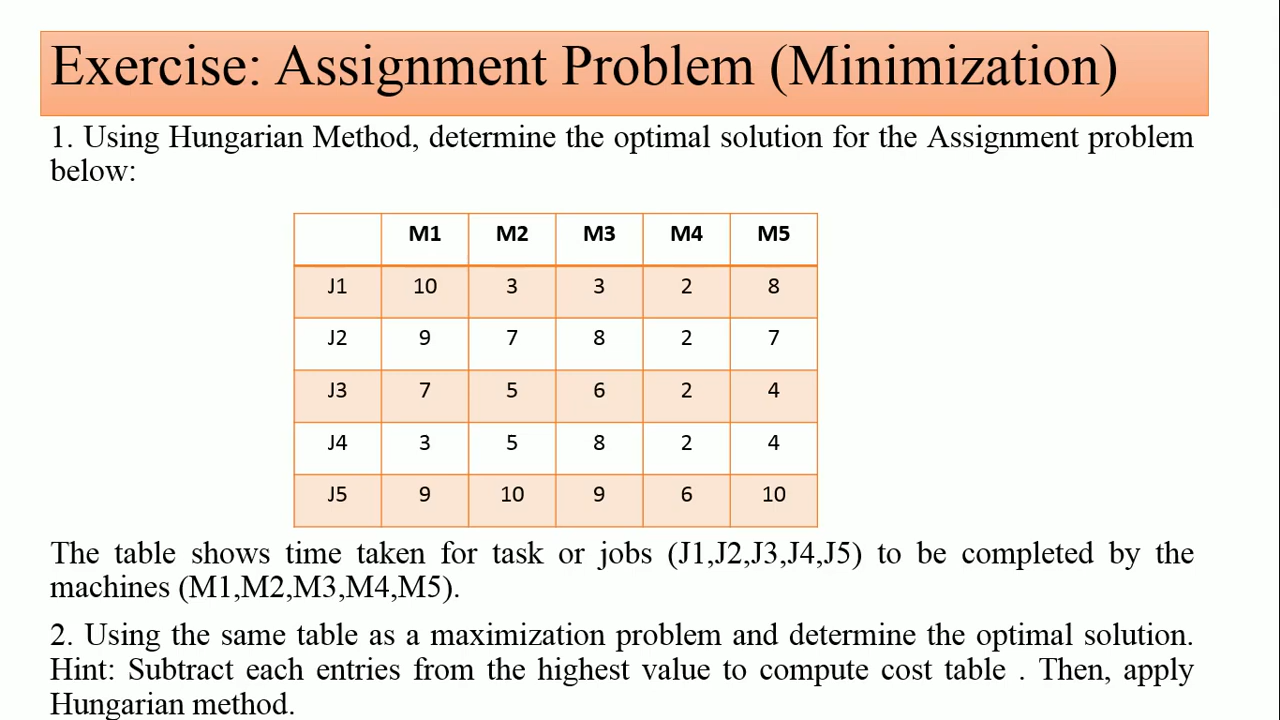 Exercise: Assignment Problem (Minimization)
1. Using Hungarian Method, determine the optimal solution for the Assignment problem
below:
M1 M2 M3 M4 M5
J1 10 3 3 2 8
J2 9 7 8 2 7
J3 7 5 6 2 4
J4 3 5 8 2 4
J5 9 10 9 6 10
The table shows time taken for task or jobs (J1,J2,J3,J4,J5) to be completed by the
machines (M1,M2,M3,M4,M5).
2. Using the same table as a maximization problem and determine the optimal solution.
Hint: Subtract each entries from the highest value to compute cost table . Then, apply
Hungarian method.